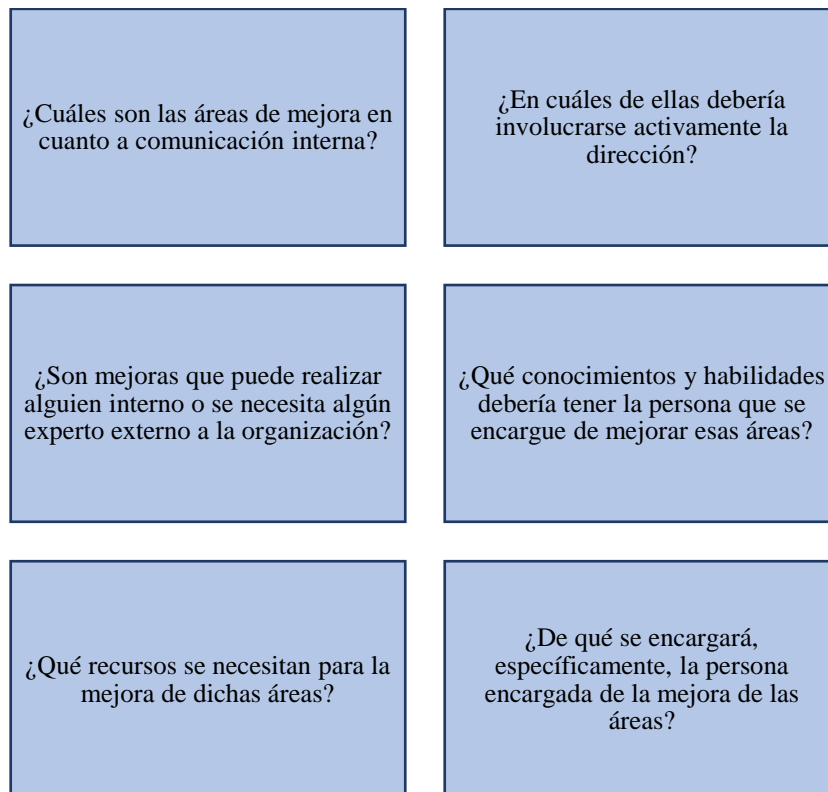 ¿Cuáles son las áreas de mejora en
cuanto a comunicación interna?
¿En cuáles de ellas debería
involucrarse activamente la
dirección?
¿Son mejoras que puede realizar
alguien interno o se necesita algún
experto externo a la organización?
¿Qué conocimientos y habilidades
debería tener la persona que se
encargue de mejorar esas áreas?
¿Qué recursos se necesitan para la
mejora de dichas áreas?
¿De qué se encargará,
específicamente, la persona
encargada de la mejora de las
áreas?